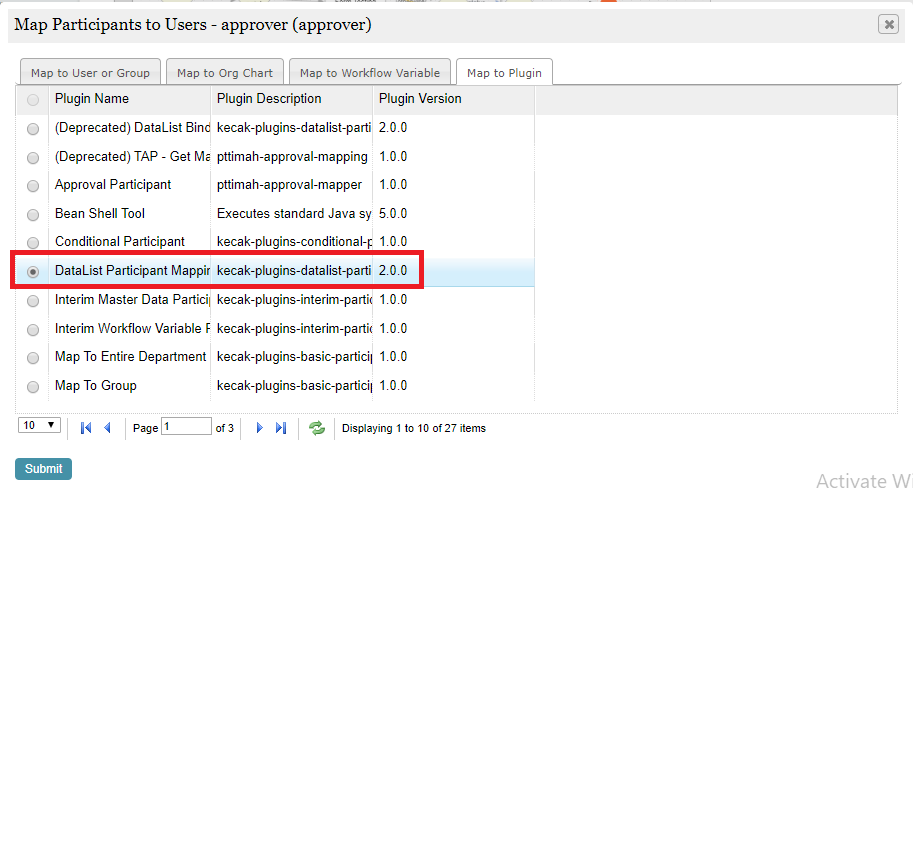 Map Participants to Users - approver (approver)
Map to User or Group Map to Org Chart Map to Workflow Variable Map to Plugin
Plugin Name Plugin Description Plugin Version
(Deprecated) DataList Bind kecak-plugins-datalist-parti 2.0.0
(Deprecated) TAP - Get Ma pttimah-approval-mapping 1.0.0
Approval Participant pttimah-approval-mapper 1.0.0
Bean Shell Tool Executes standard Java sy 5.0.0
Conditional Participant kecak-plugins-conditional-p 1.0.0
DataList Participant Mappin kecak-plugins-datalist-parti 2.0.0
Interim Master Data Particip kecak-plugins-interim-partic 1.0.0
Interim Workflow Variable P kecak-plugins-interim-partic 1.0.0
Map To Entire Department kecak-plugins-basic-particip 1.0.0
Map To Group kecak-plugins-basic-particip 1.0.0
10 Page 1 of 3 Displaying 1 to 10 of 27 items
Submit
Activate Wi